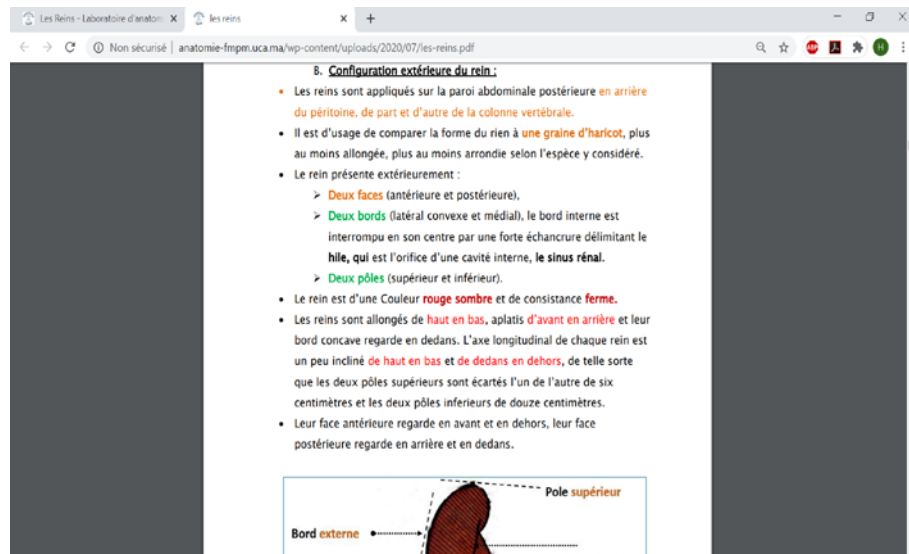 Les Reins - Laboratoire d'anatom
les reins
Non sécurisé | anatomie-fmpm.uca.ma/wp-content/uploads/2020/07/les-reins.pdf
ABP
H
B. Configuration extérieure du rein :
• Les reins sont appliqués sur la paroi abdominale postérieure en arrière
du péritoine, de part et d'autre de la colonne vertébrale.
• Il est d'usage de comparer la forme du rien à une graine d'haricot, plus
au moins allongée, plus au moins arrondie selon l'espèce y considéré.
• Le rein présente extérieurement :
➤ Deux faces (antérieure et postérieure),
➤ Deux bords (latéral convexe et médial), le bord interne est
interrompu en son centre par une forte échancrure délimitant le
hile, qui est l'orifice d'une cavité interne, le sinus rénal.
➤ Deux pôles (supérieur et inférieur).
• Le rein est d'une Couleur rouge sombre et de consistance ferme.
• Les reins sont allongés de haut en bas, aplatis d'avant en arrière et leur
bord concave regarde en dedans. L'axe longitudinal de chaque rein est
un peu incliné de haut en bas et de dedans en dehors, de telle sorte
que les deux pôles supérieurs sont écartés l'un de l'autre de six
centimètres et les deux pôles inferieurs de douze centimètres.
• Leur face antérieure regarde en avant et en dehors, leur face
postérieure regarde en arrière et en dedans.
Pole supérieur
Bord externe